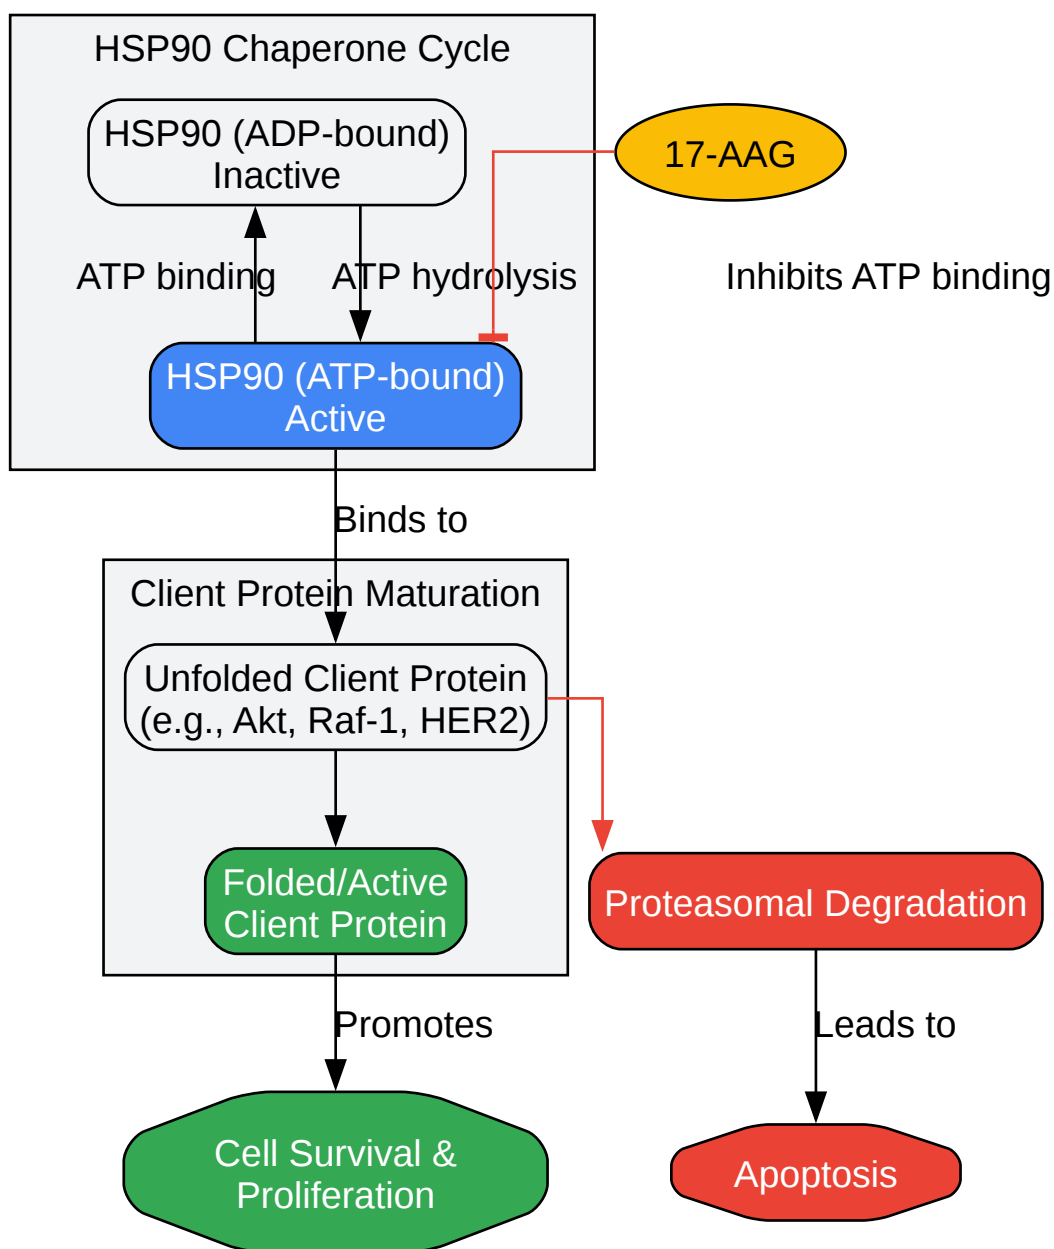 HSP90 Chaperone Cycle
HSP90 (ADP-bound)
Inactive
17-AAG
ATP binding
ATP hydrolysis
Inhibits ATP binding
HSP90 (ATP-bound)
Active
Binds to
Client Protein Maturation
Unfolded Client Protein
(e.g., Akt, Raf-1, HER2)
Folded/Active
Client Protein
Proteasomal Degradation
Promotes
Leads to
Cell Survival &
Proliferation
Apoptosis